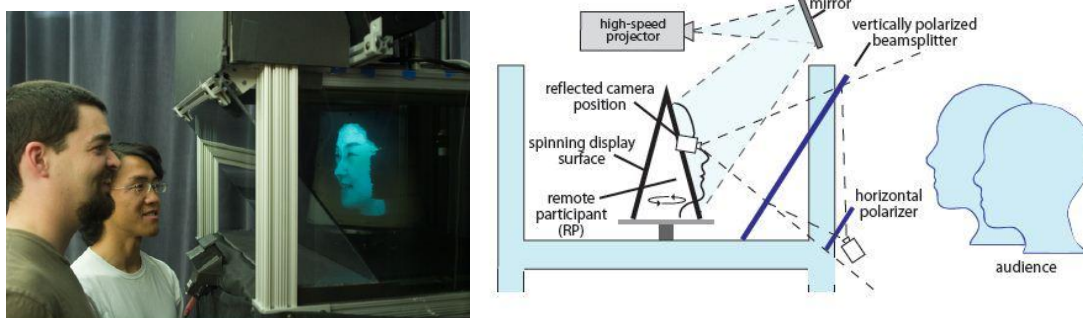 mirror
high-speed
projector
vertically polarized
beamsplitter
reflected camera
position
spinning display
surface
remote
participant
(RP)
horizontal
polarizer
audience